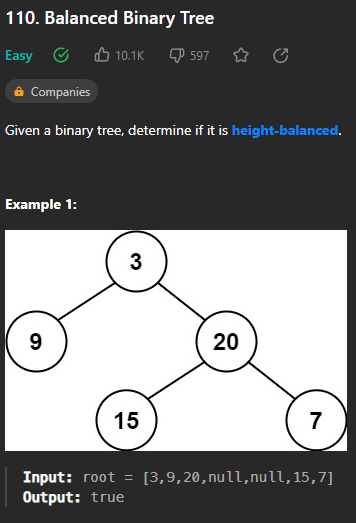 110. Balanced Binary Tree
Easy 10.1K 597
Companies
Given a binary tree, determine if it is height-balanced.
Example 1:
3
9 20
15 7
Input: root = [3,9,20,null,null,15,7]
Output: true